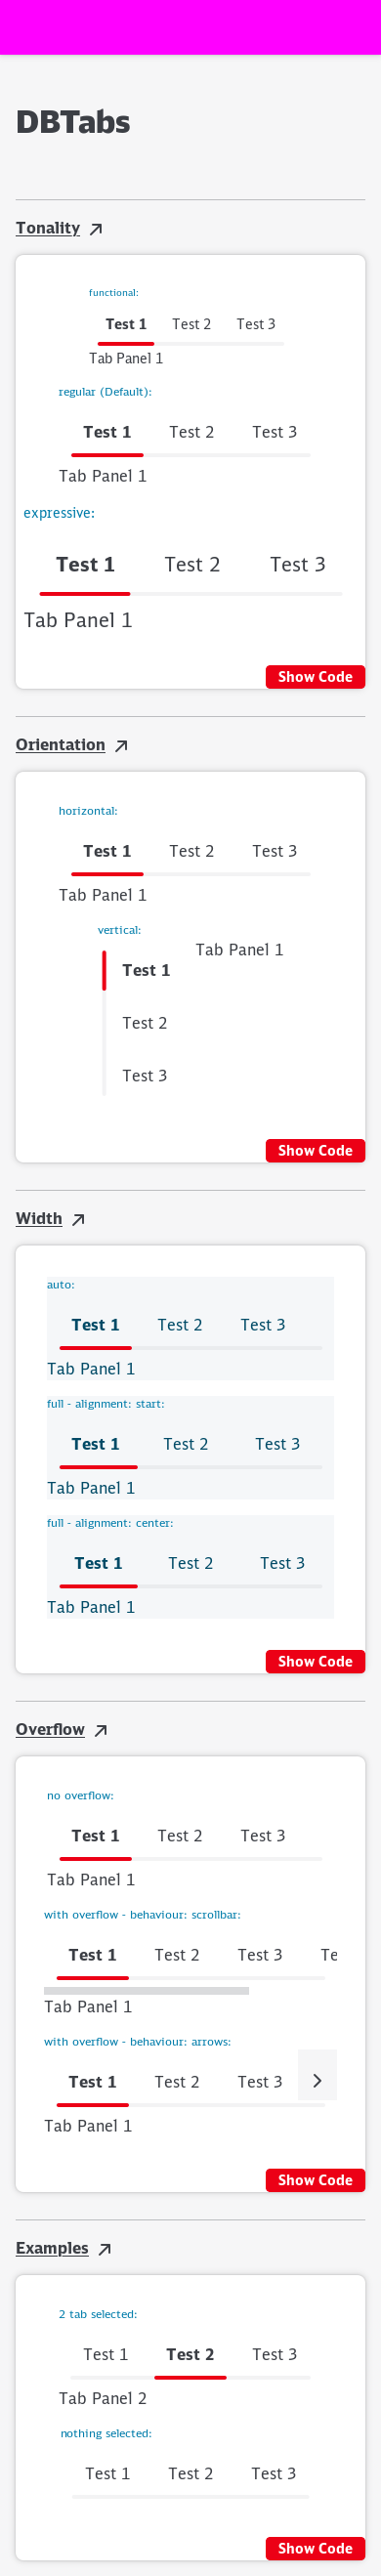 DBTabs
Tonality
functional:
Test 1 Test 2 Test 3
Tab Panel 1
regular (Default):
Test 1 Test 2 Test 3
Tab Panel 1
expressive:
Test 1 Test 2 Test 3
Tab Panel 1
Show Code
Orientation
horizontal:
Test 1 Test 2 Test 3
Tab Panel 1
vertical:
Tab Panel 1
Test 1
Test 2
Test 3
Show Code
Width
auto:
Test 1 Test 2 Test 3
Tab Panel 1
full - alignment: start:
Test 1 Test 2 Test 3
Tab Panel 1
full - alignment: center:
Test 1 Test 2 Test 3
Tab Panel 1
Show Code
Overflow
no overflow:
Test 1 Test 2 Test 3
Tab Panel 1
with overflow - behaviour: scrollbar:
Test 1 Test 2 Test 3 Te
Tab Panel 1
with overflow - behaviour: arrows:
Test 1 Test 2 Test 3
Tab Panel 1
Show Code
Examples
2 tab selected:
Test 1 Test 2 Test 3
Tab Panel 2
nothing selected:
Test 1 Test 2 Test 3
Show Code